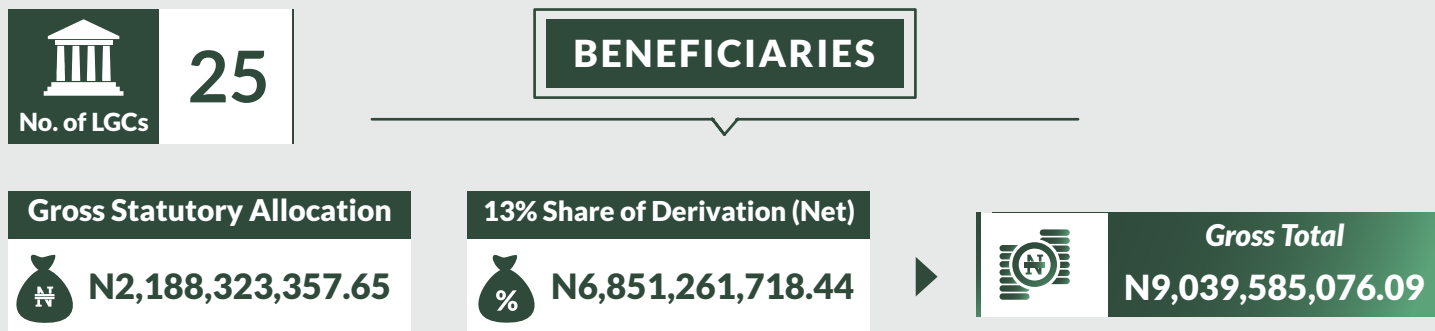 25
No. of LGCs
BENEFICIARIES
Gross Statutory Allocation
₦
N2,188,323,357.65
13% Share of Derivation (Net)
%
N6,851,261,718.44
₦
Gross Total
N9,039,585,076.09